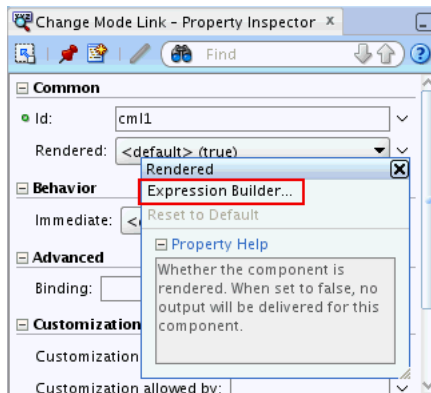 Change Mode Link - Property Inspector x
Find
Common
Id: cml1
Rendered: <default> (true)
Rendered
Expression Builder...
Reset to Default
Behavior
Immediate:
Property Help
Whether the component is
rendered. When set to false, no
output will be delivered for this
component.
Advanced
Binding:
Customization
Customization
Customization allowed by: